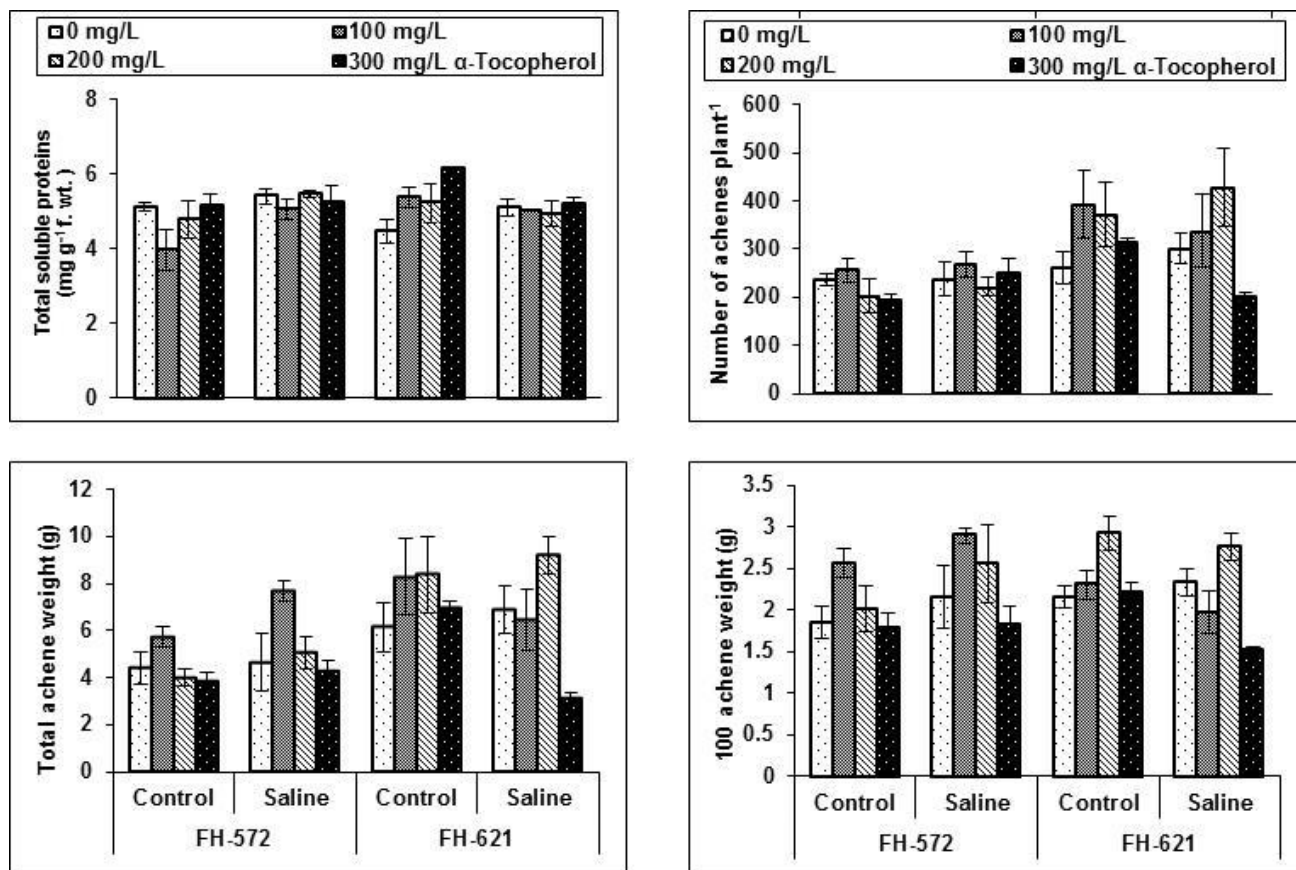 0 mg/L 100 mg/L
200 mg/L 300 mg/L α-Tocopherol
Total soluble proteins
(mg g⁻¹ f. wt.)
8
6
4
2
0
0 mg/L 100 mg/L
200 mg/L 300 mg/L α-Tocopherol
Number of achenes plant⁻¹
600
500
400
300
200
100
0
Total achene weight (g)
12
10
8
6
4
2
0
Control Saline Control Saline
FH-572 FH-621
100 achene weight (g)
3.5
3
2.5
2
1.5
1
0.5
0
Control Saline Control Saline
FH-572 FH-621